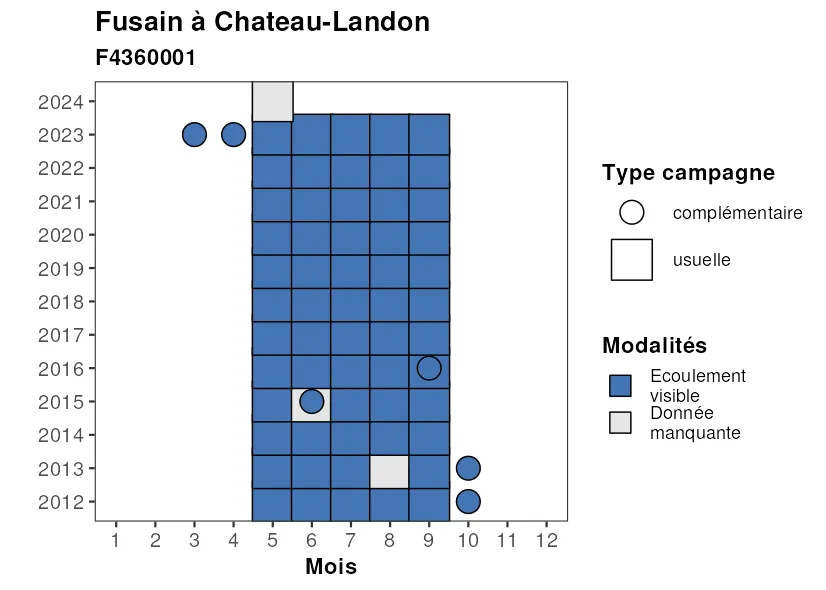 Fusain à Chateau-Landon
F4360001
2024
2023
2022
2021
2020
2019
2018
2017
2016
2015
2014
2013
2012
1 2 3 4 5 6 7 8 9 10 11 12
Mois
Type campagne
complémentaire
usuelle
Modalités
Ecoulement
visible
Donnée
manquante